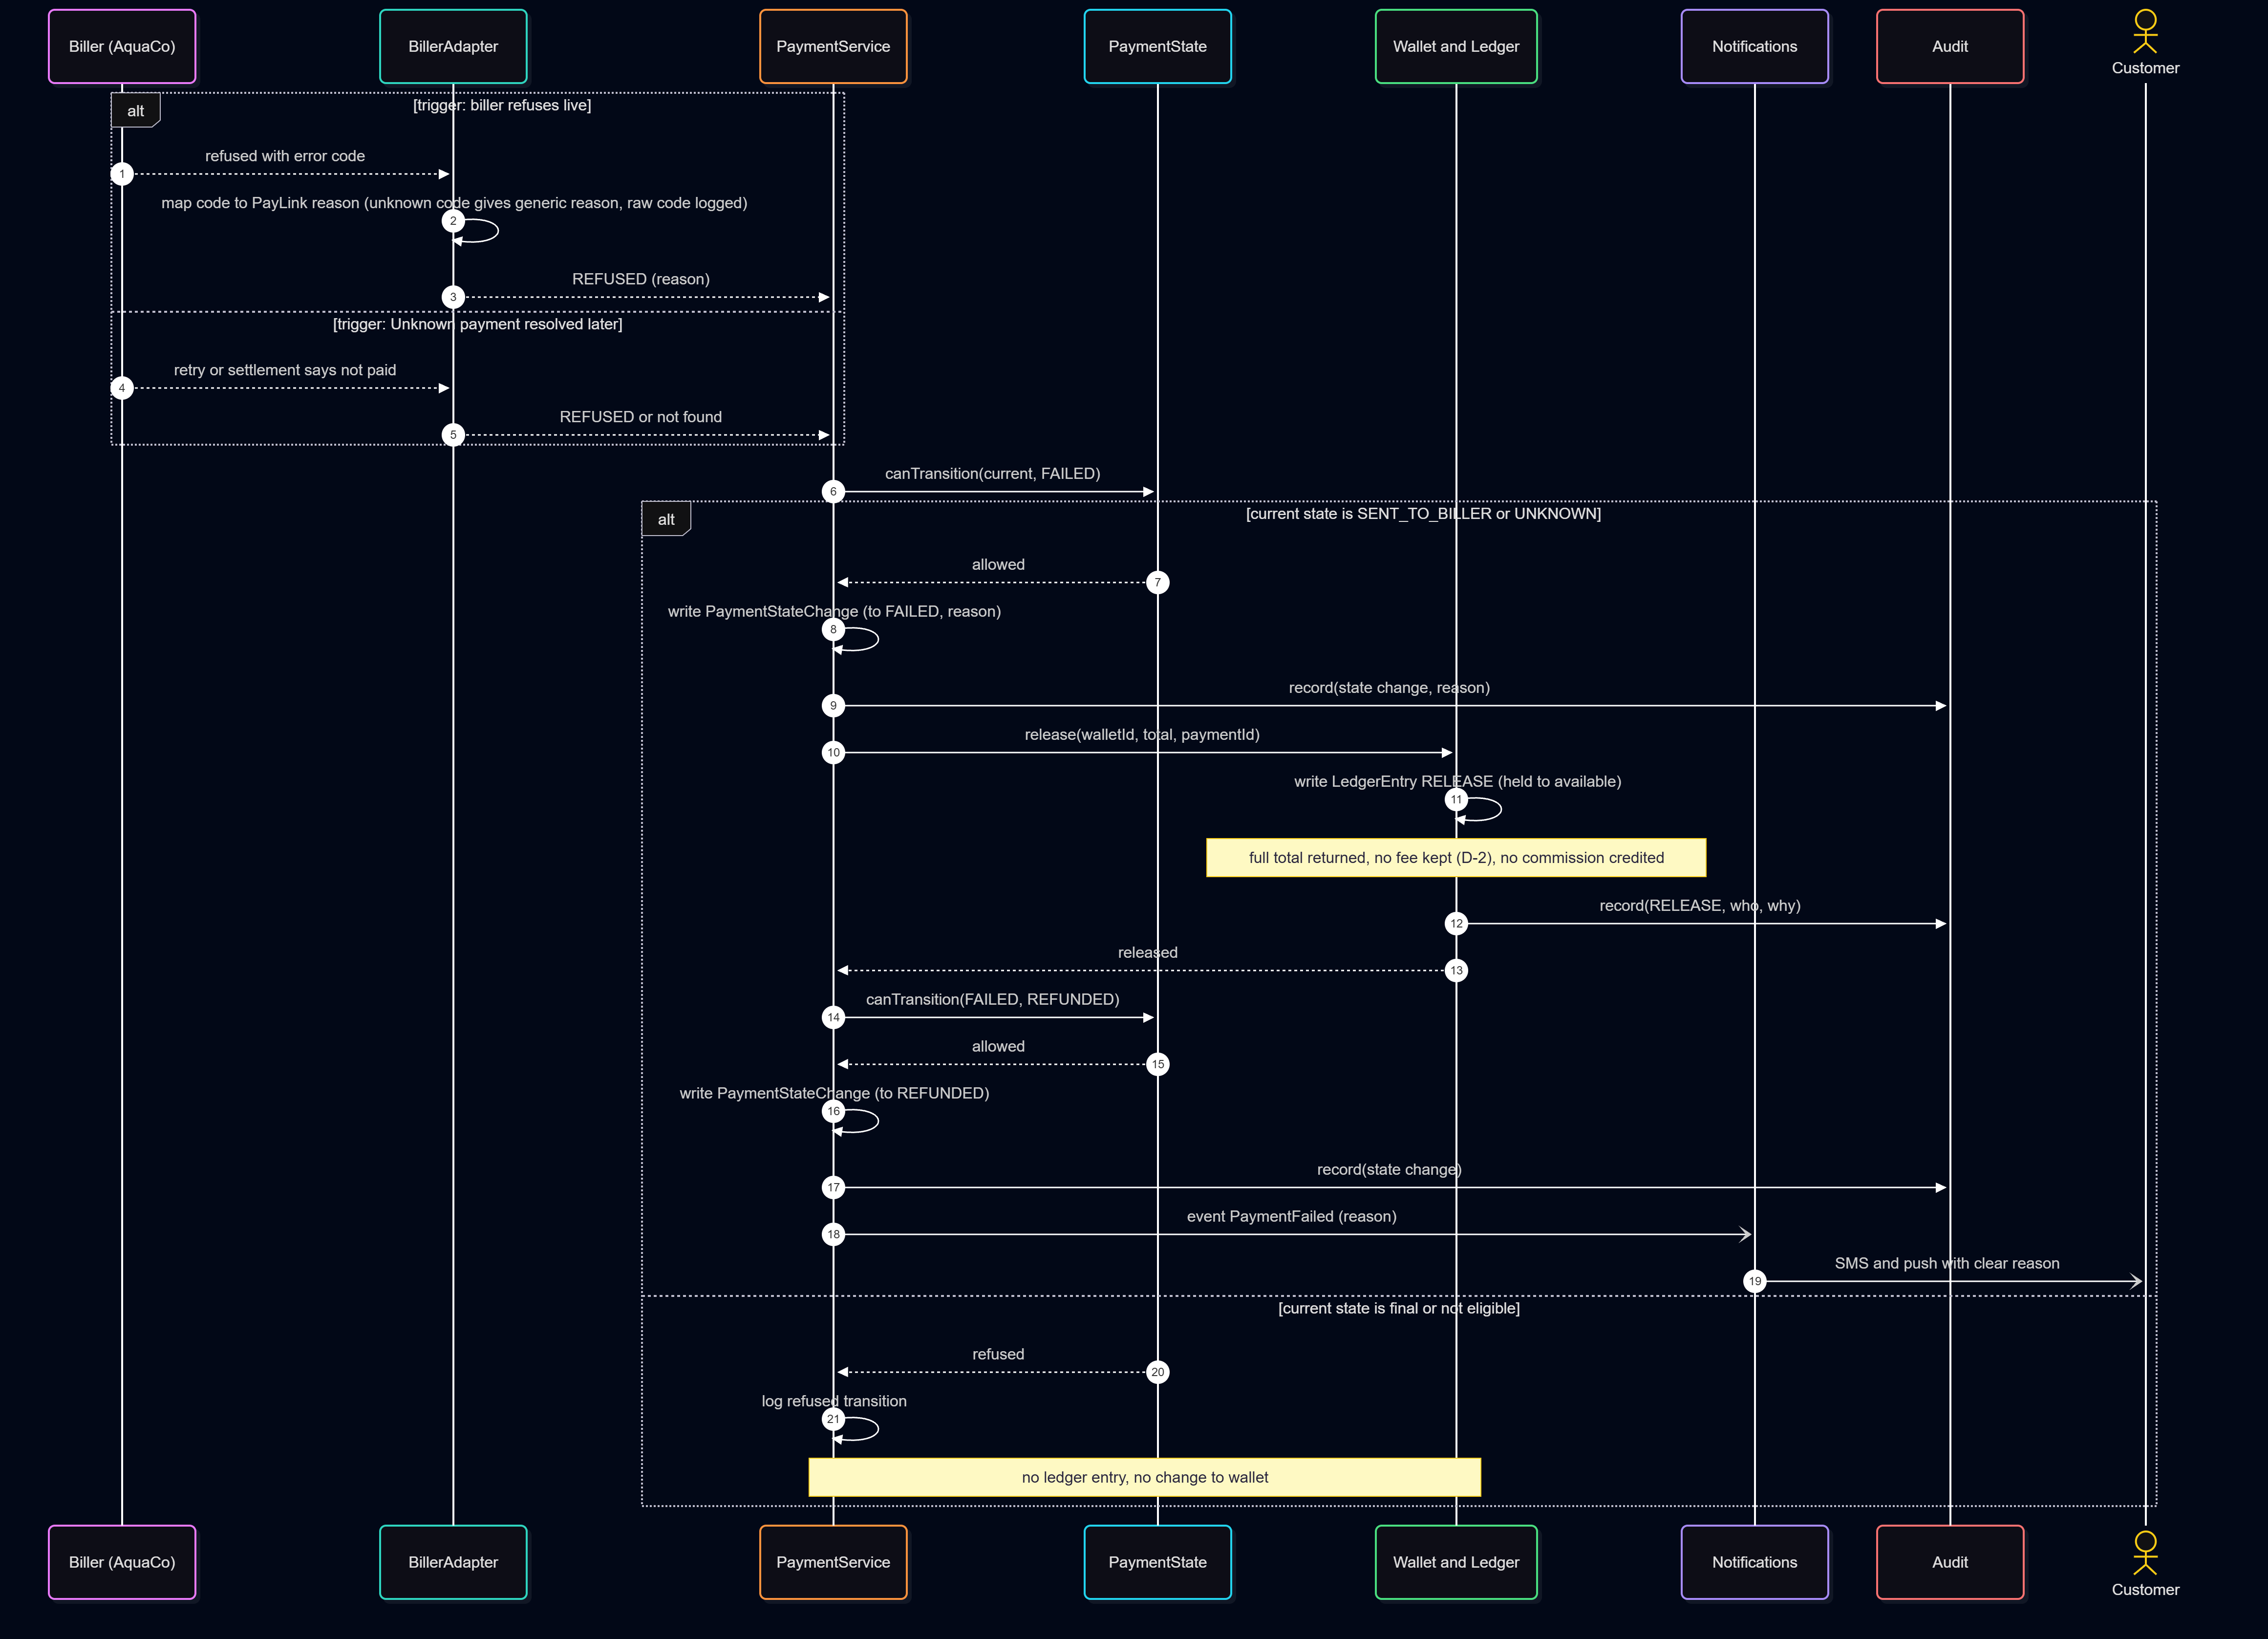 Biller (AquaCo)
BillerAdapter
PaymentService
PaymentState
Wallet and Ledger
Notifications
Audit
Customer
alt
[trigger: biller refuses live]
refused with error code
1
map code to PayLink reason (unknown code gives generic reason, raw code logged)
2
REFUSED (reason)
3
[trigger: Unknown payment resolved later]
retry or settlement says not paid
4
REFUSED or not found
5
canTransition(current, FAILED)
6
alt
[current state is SENT_TO_BILLER or UNKNOWN]
allowed
7
write PaymentStateChange (to FAILED, reason)
8
record(state change, reason)
9
release(walletId, total, paymentId)
10
write LedgerEntry RELEASE (held to available)
11
full total returned, no fee kept (D-2), no commission credited
record(RELEASE, who, why)
12
released
13
canTransition(FAILED, REFUNDED)
14
allowed
15
write PaymentStateChange (to REFUNDED)
16
record(state change)
17
event PaymentFailed (reason)
18
SMS and push with clear reason
19
[current state is final or not eligible]
refused
20
log refused transition
21
no ledger entry, no change to wallet
Biller (AquaCo)
BillerAdapter
PaymentService
PaymentState
Wallet and Ledger
Notifications
Audit
Customer